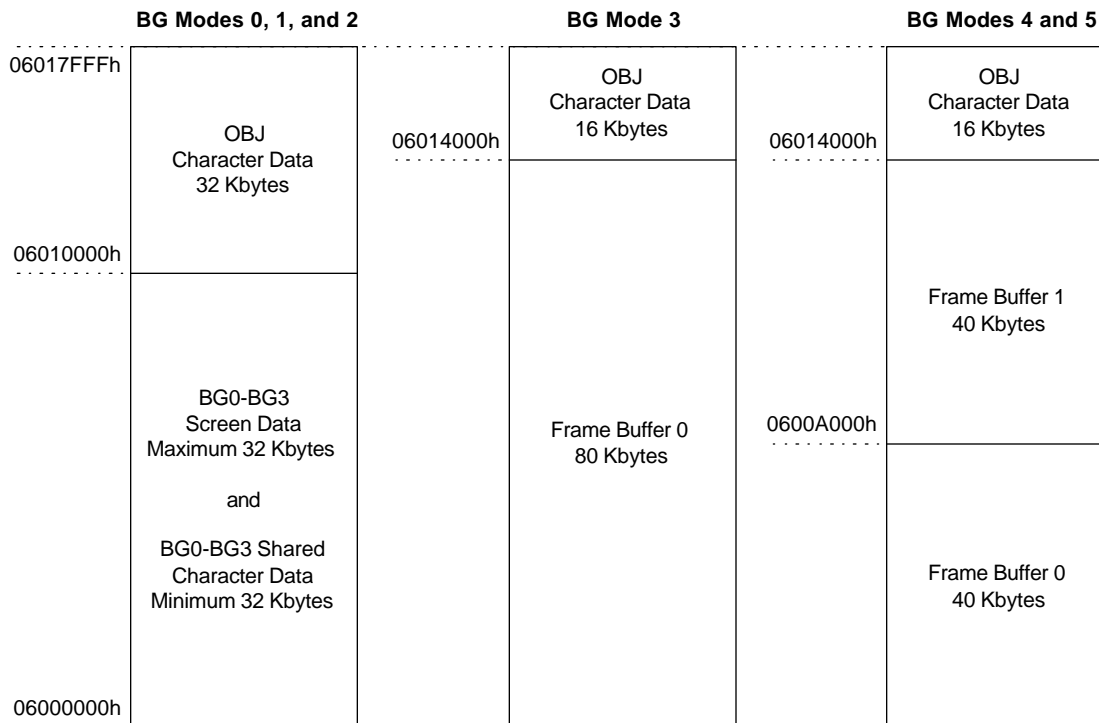 BG Modes 0, 1, and 2
06017FFFh
OBJ
Character Data
32 Kbytes
06010000h
BG0-BG3
Screen Data
Maximum 32 Kbytes
and
BG0-BG3 Shared
Character Data
Minimum 32 Kbytes
06000000h
BG Mode 3
OBJ
Character Data
16 Kbytes
06014000h
Frame Buffer 0
80 Kbytes
BG Modes 4 and 5
OBJ
Character Data
16 Kbytes
06014000h
Frame Buffer 1
40 Kbytes
0600A000h
Frame Buffer 0
40 Kbytes